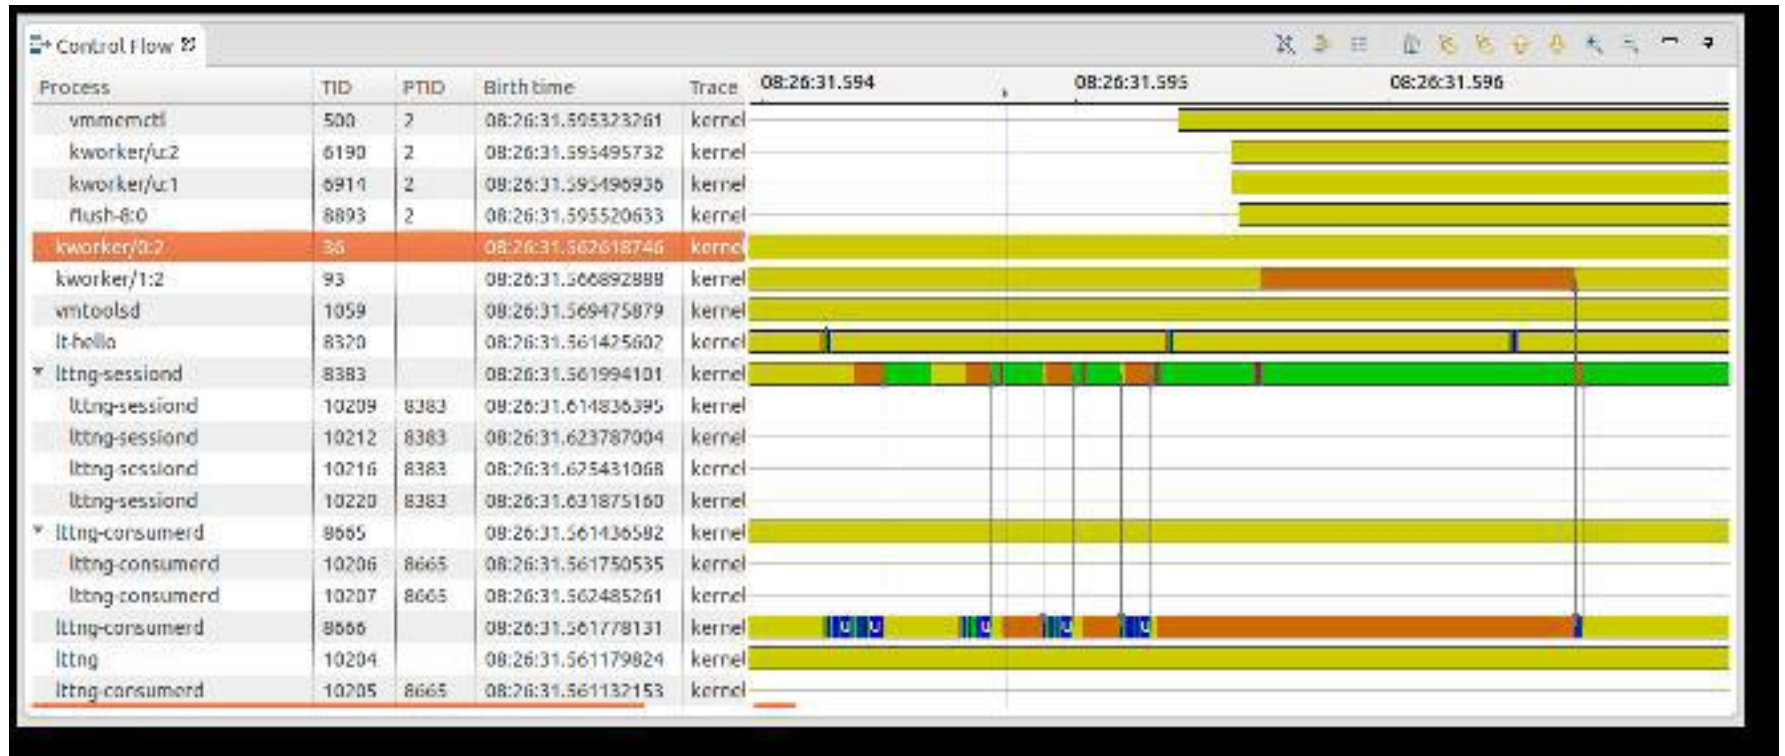 Control Flow
Process TID PTID Birth time Trace 08:26:31.594 08:26:31.595 08:26:31.596
vmmemctl 500 2 08:26:31.595323261 kernel
kworker/u:2 6190 2 08:26:31.595495732 kernel
kworker/u:1 6914 2 08:26:31.595496936 kernel
flush-8:0 8893 2 08:26:31.595520633 kernel
kworker/0:2 36 08:26:31.562618746 kernel
kworker/1:2 93 08:26:31.566892888 kernel
vmtoolsd 1059 08:26:31.569475879 kernel
lt-hello 8320 08:26:31.561425602 kernel
lttng-sessiond 8383 08:26:31.561994101 kernel
lttng-sessiond 10209 8383 08:26:31.614836395 kernel
lttng-sessiond 10212 8383 08:26:31.623787004 kernel
lttng-sessiond 10216 8383 08:26:31.625431068 kernel
lttng-sessiond 10220 8383 08:26:31.631875160 kernel
lttng-consumerd 8665 08:26:31.561436582 kernel
lttng-consumerd 10206 8665 08:26:31.561750535 kernel
lttng-consumerd 10207 8665 08:26:31.562485261 kernel
lttng-consumerd 8666 08:26:31.561778131 kernel u u u u u
lttng 10204 08:26:31.561179824 kernel
lttng-consumerd 10205 8665 08:26:31.561132153 kernel